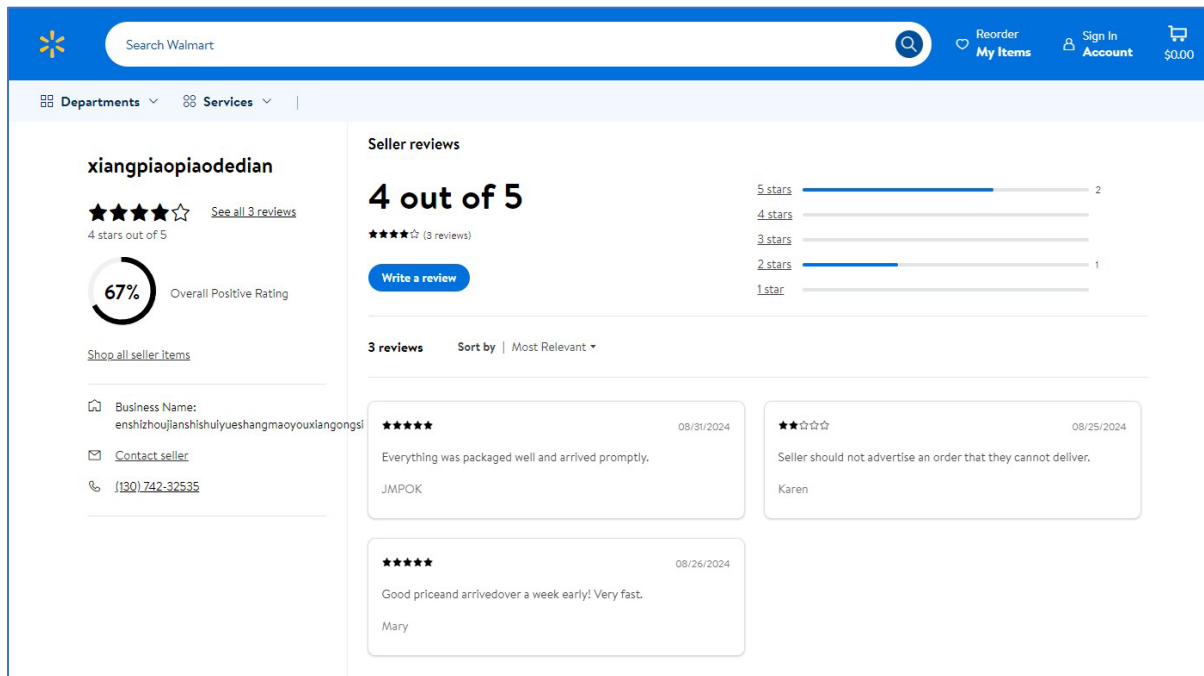 Search Walmart
Reorder
My Items
Sign In
Account
$0.00
Departments
Services
xiangpiaopiaodedian
See all 3 reviews
4 stars out of 5
67%
Overall Positive Rating
Shop all seller items
Business Name:
enshizhoujianshishuiyueshangmaoyouxiangongsi
Contact seller
(130) 742-32535
Seller reviews
4 out of 5
(3 reviews)
Write a review
5 stars 2
4 stars
3 stars
2 stars 1
1 star
3 reviews Sort by | Most Relevant
08/31/2024
Everything was packaged well and arrived promptly.
JMPOK
08/25/2024
Seller should not advertise an order that they cannot deliver.
Karen
08/26/2024
Good priceand arrivedover a week early! Very fast.
Mary